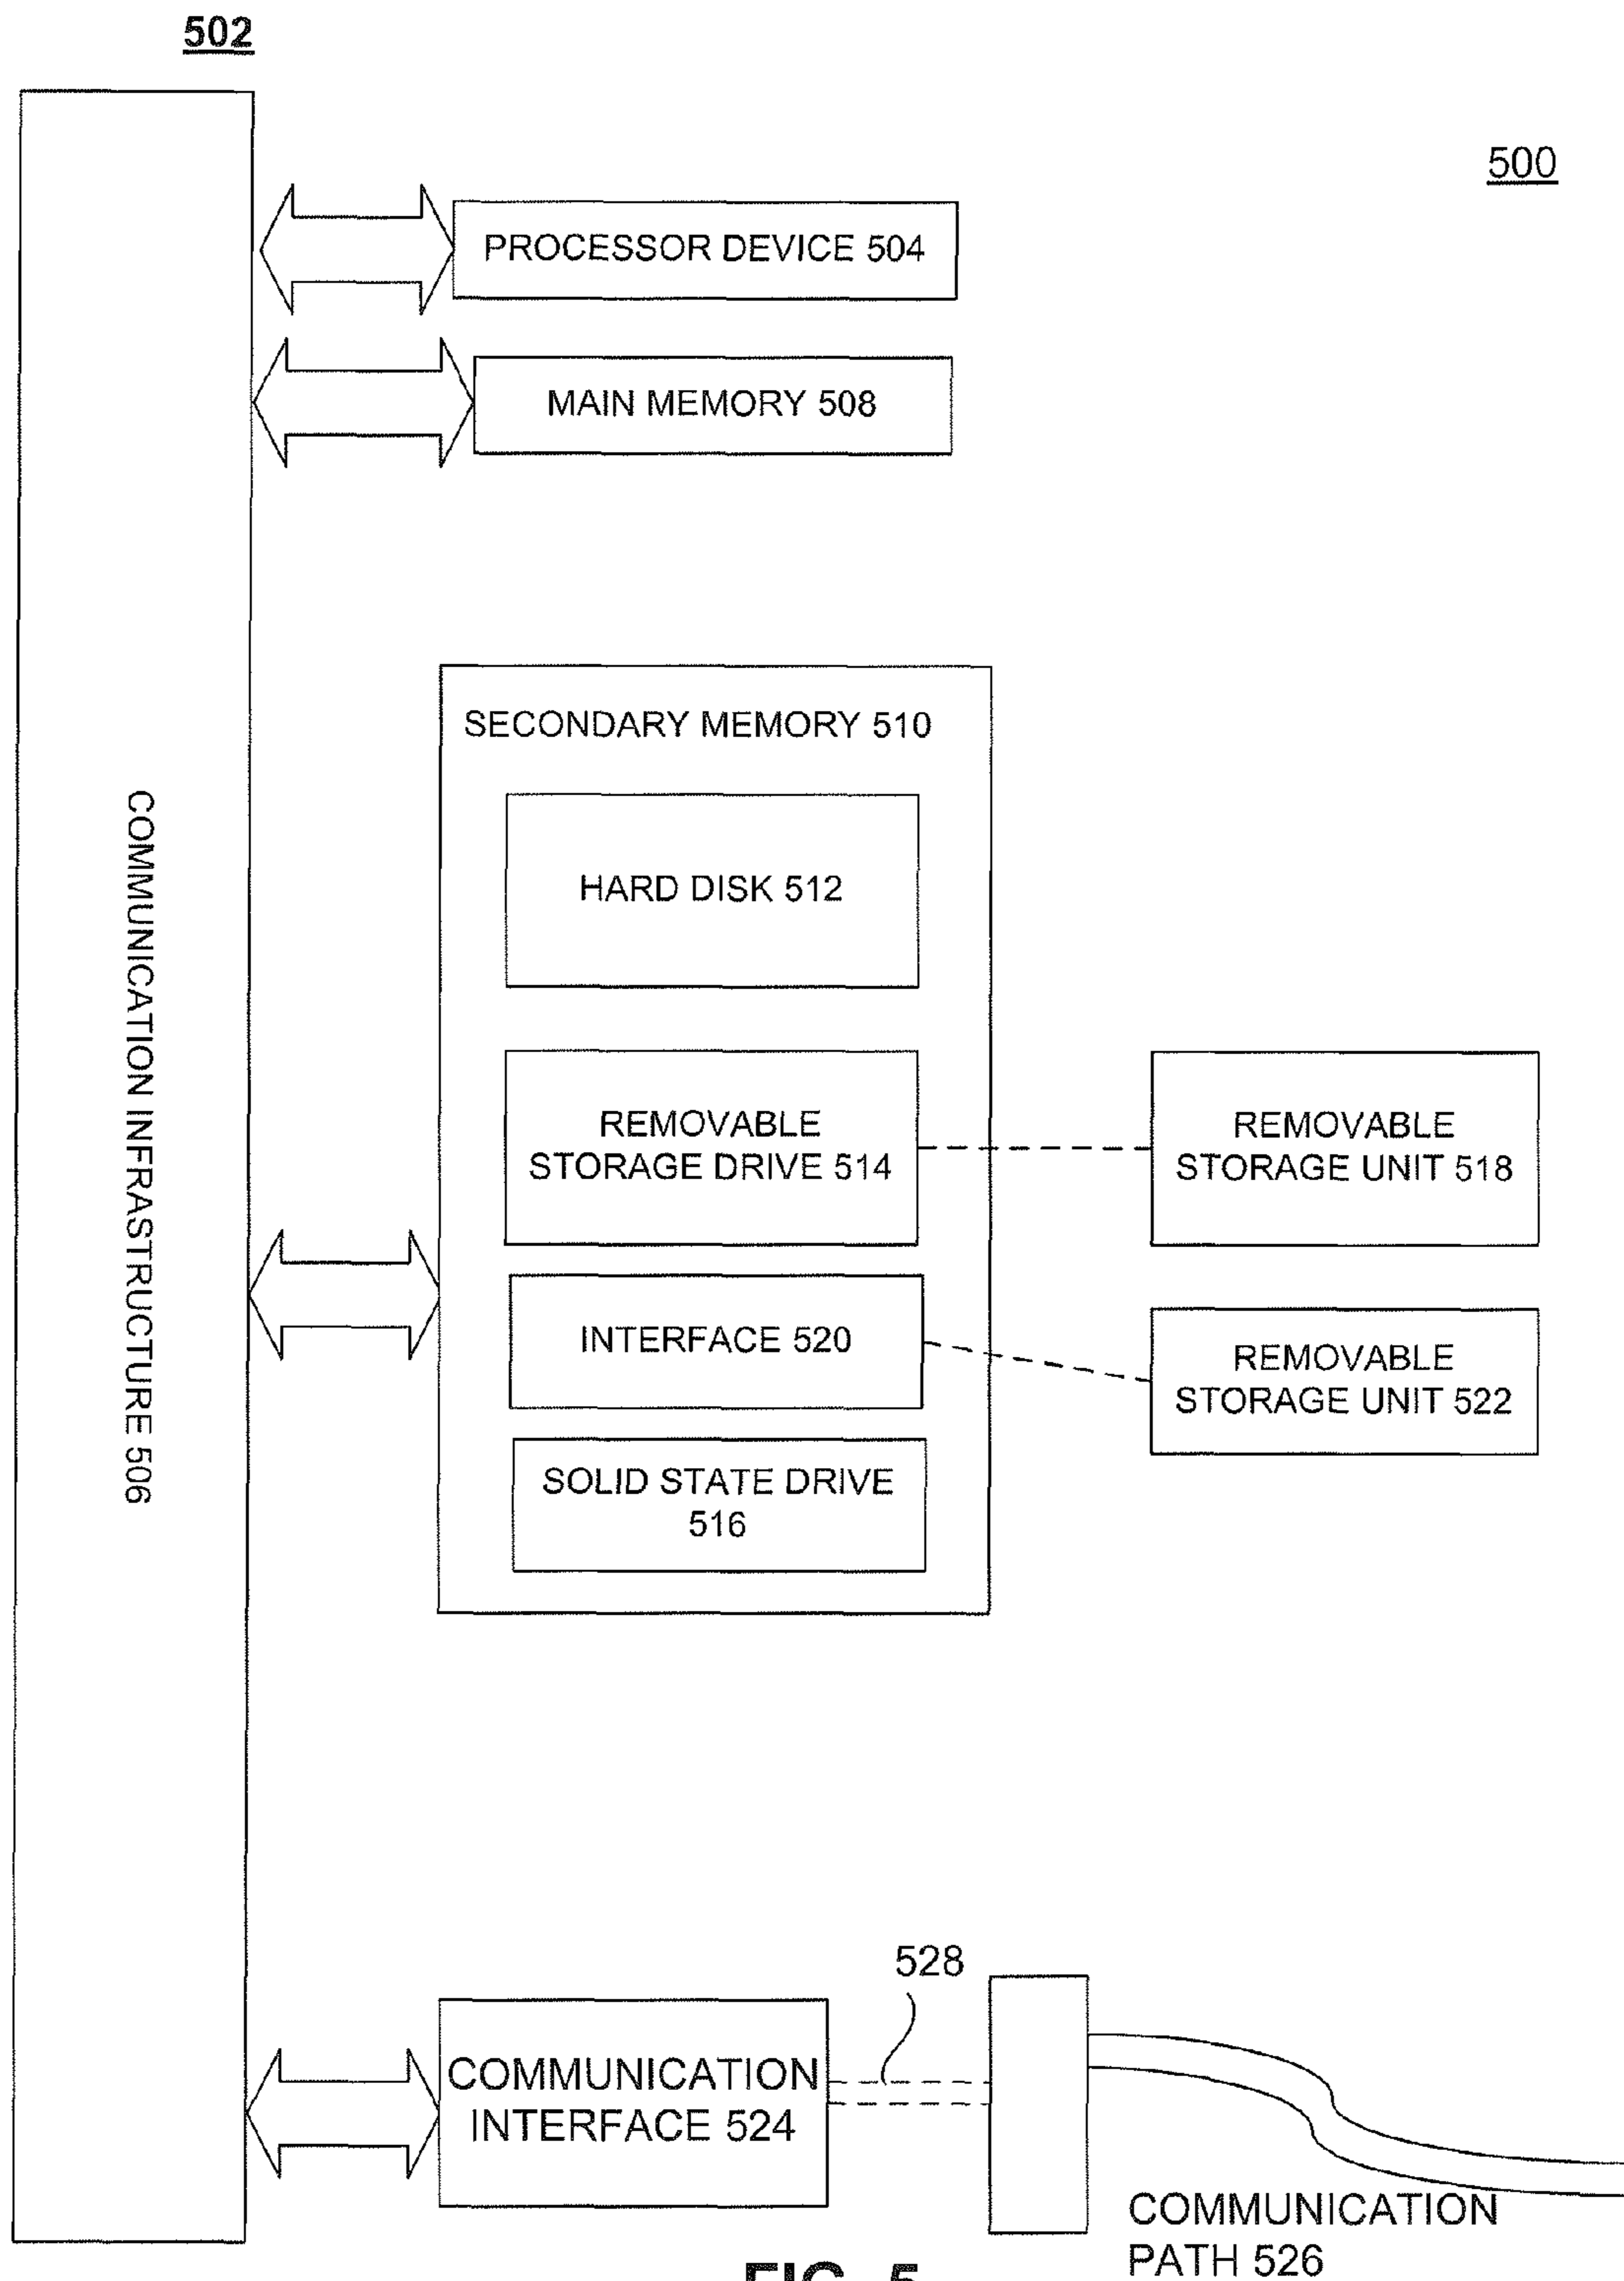 502
500
PROCESSOR DEVICE 504
MAIN MEMORY 508
SECONDARY MEMORY 510
HARD DISK 512
COMMUNICATION INFRASTRUCTURE 506
REMOVABLE
STORAGE DRIVE 514
REMOVABLE
STORAGE UNIT 518
INTERFACE 520
REMOVABLE
STORAGE UNIT 522
SOLID STATE DRIVE
516
528
COMMUNICATION
INTERFACE 524
COMMUNICATION
PATH 526
FIG. 5